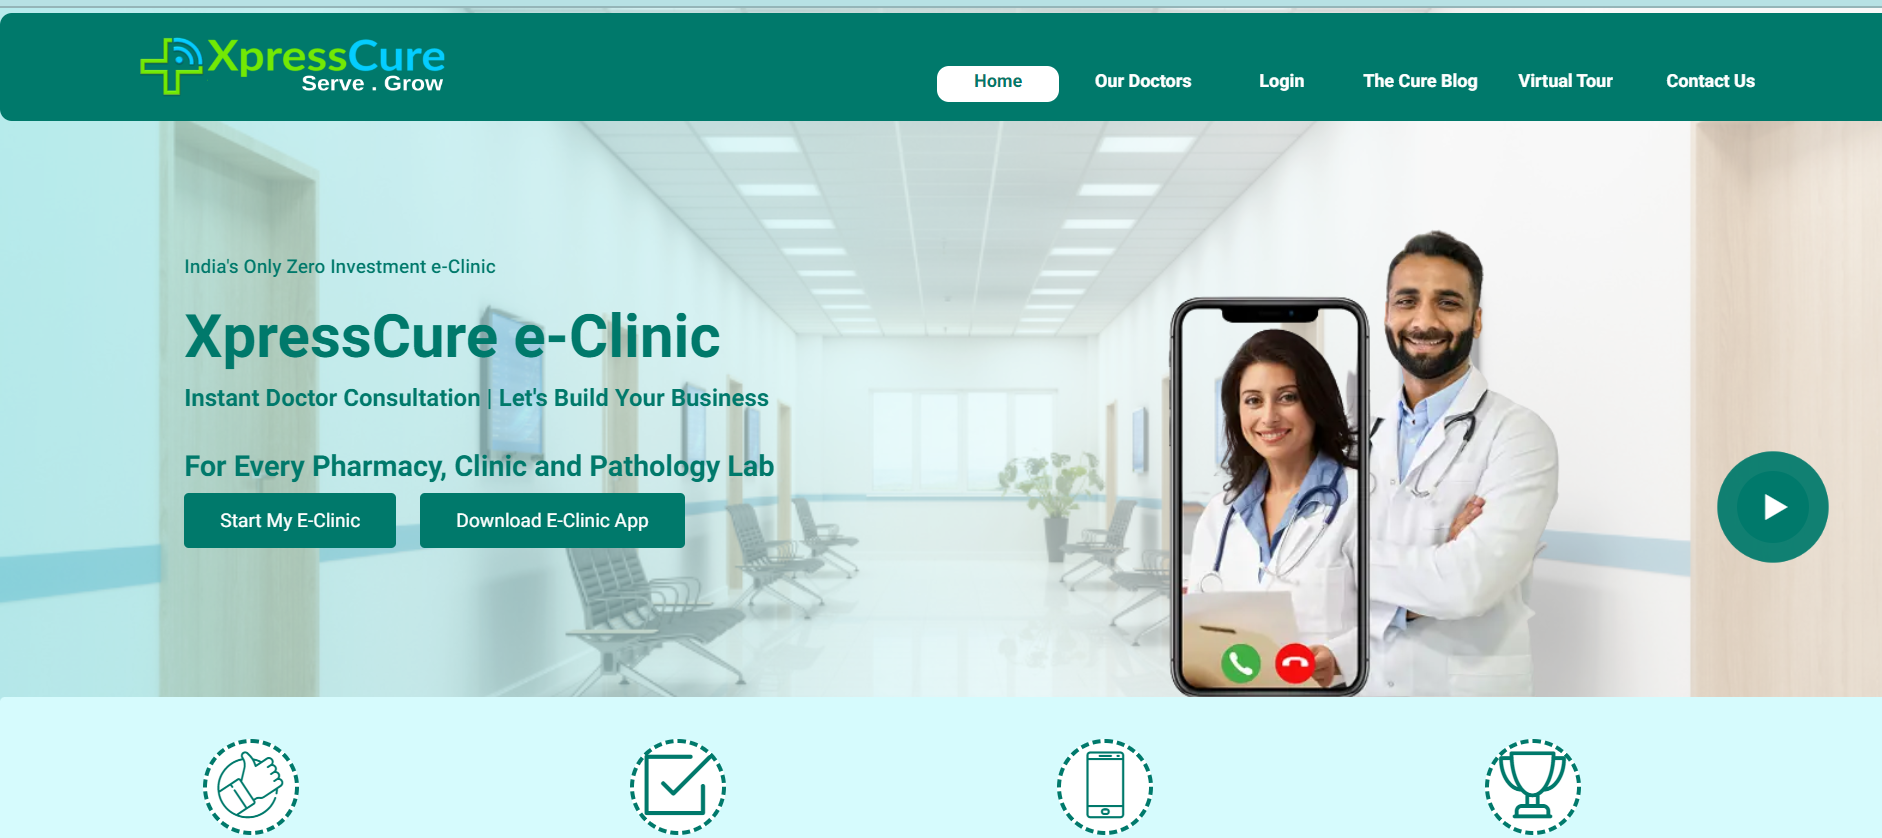 XpressCure
Serve . Grow
Home
Our Doctors
Login
The Cure Blog
Virtual Tour
Contact Us
India's Only Zero Investment e-Clinic
XpressCure e-Clinic
Instant Doctor Consultation | Let's Build Your Business
For Every Pharmacy, Clinic and Pathology Lab
Start My E-Clinic
Download E-Clinic App